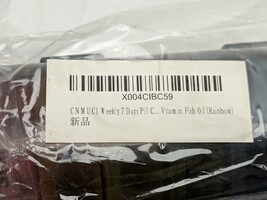 X004CIBC59
CNMUCI Weekly 7 Days Pill C... Vitamin, Fish Oil (Rainbow)
新品